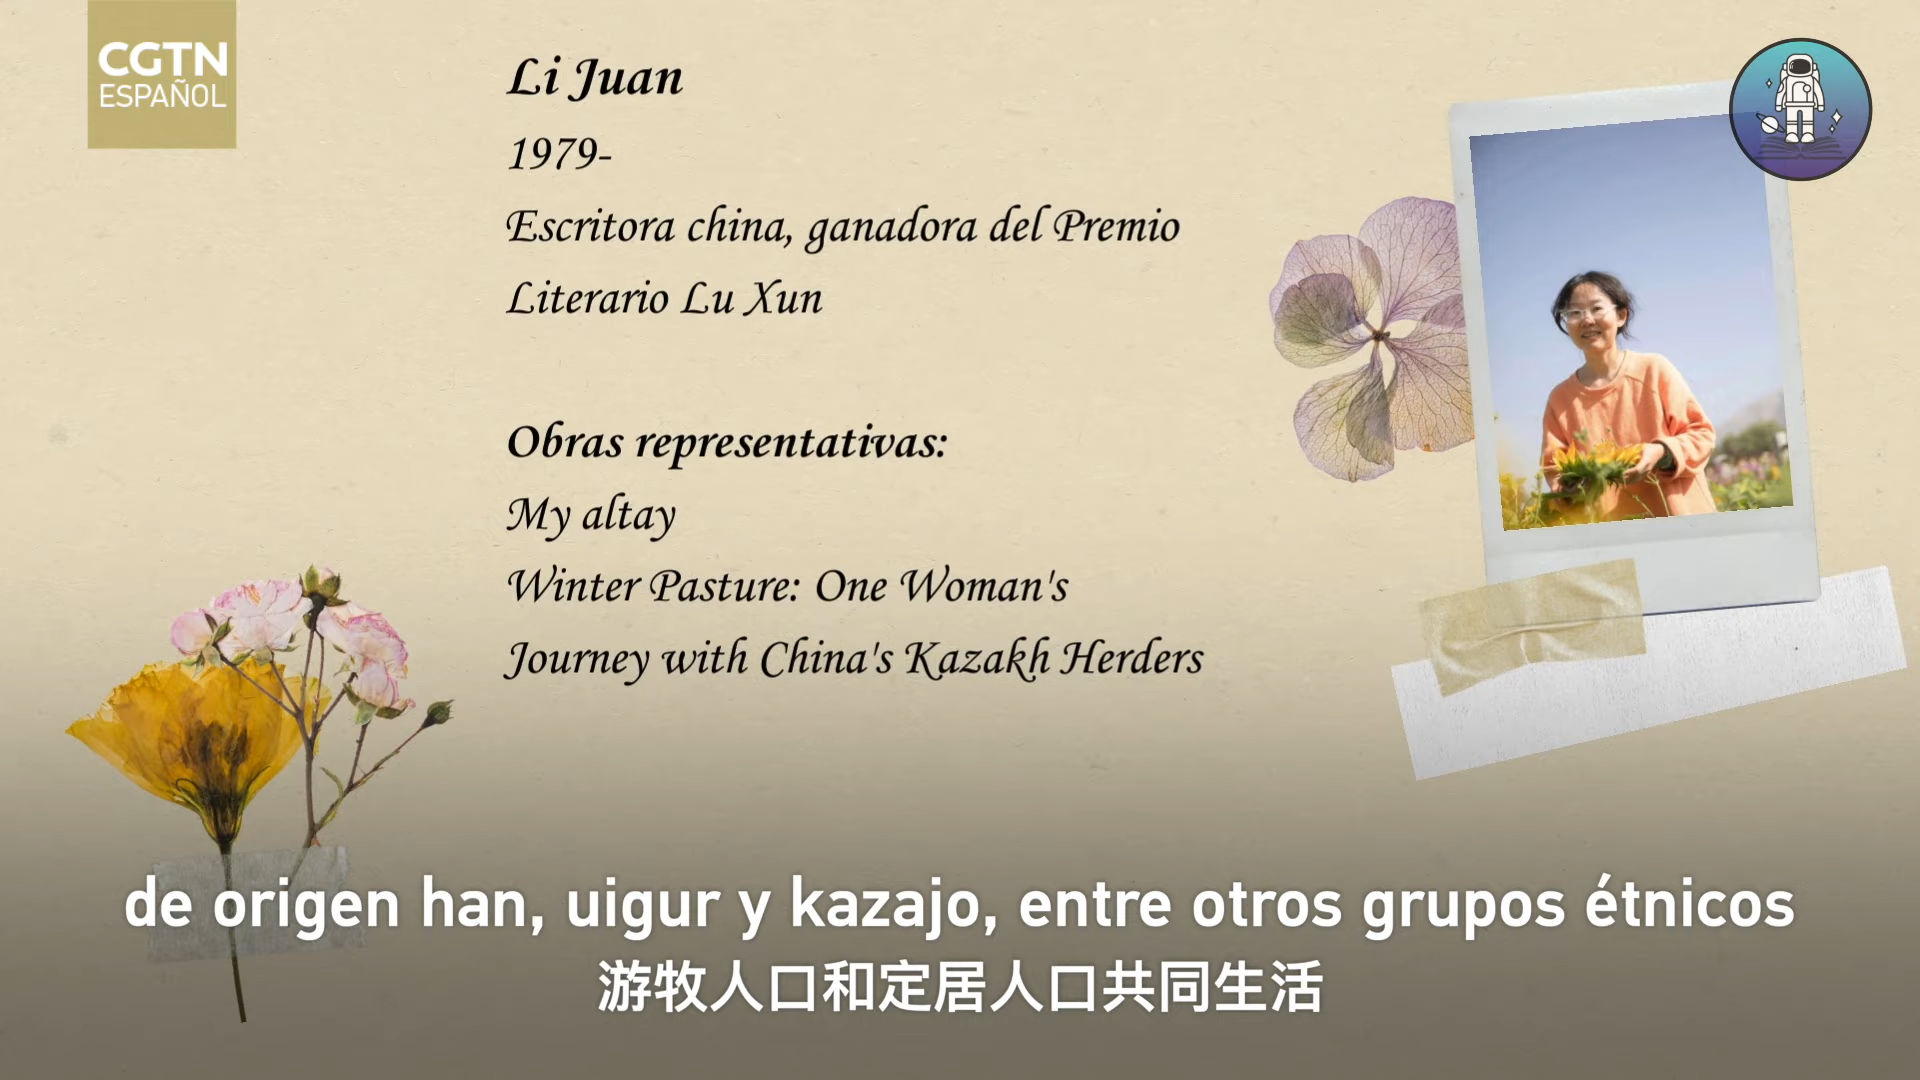 CGTN
ESPAÑOL
Li Juan
1979-
Escritora china, ganadora del Premio
Literario Lu Xun
Obras representativas:
My altay
Winter Pasture: One Woman's
Journey with China's Kazakh Herders
de origen han, uigur y kazajo, entre otros grupos étnicos
游牧人口和定居人口共同生活